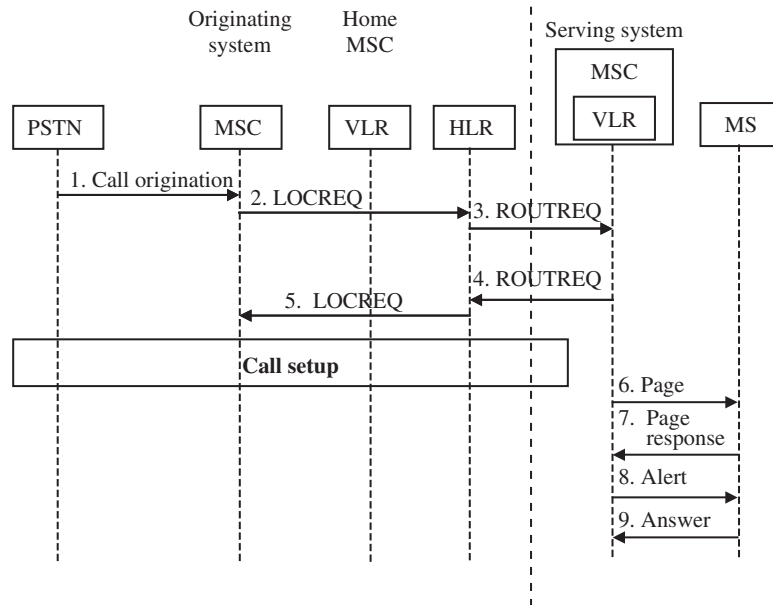 Originating
system
Home
MSC
Serving system
MSC
VLR
PSTN
MSC
VLR
HLR
MS
1. Call origination
2. LOCREQ
3. ROUTREQ
4. ROUTREQ
5. LOCREQ
Call setup
6. Page
7. Page
response
8. Alert
9. Answer